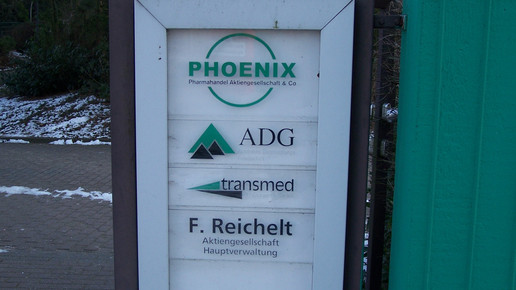 PHOENIX
Pharmahandel Aktiengesellschaft & Co
ADG
transmed
F. Reichelt
Aktiengesellschaft
Hauptverwaltung